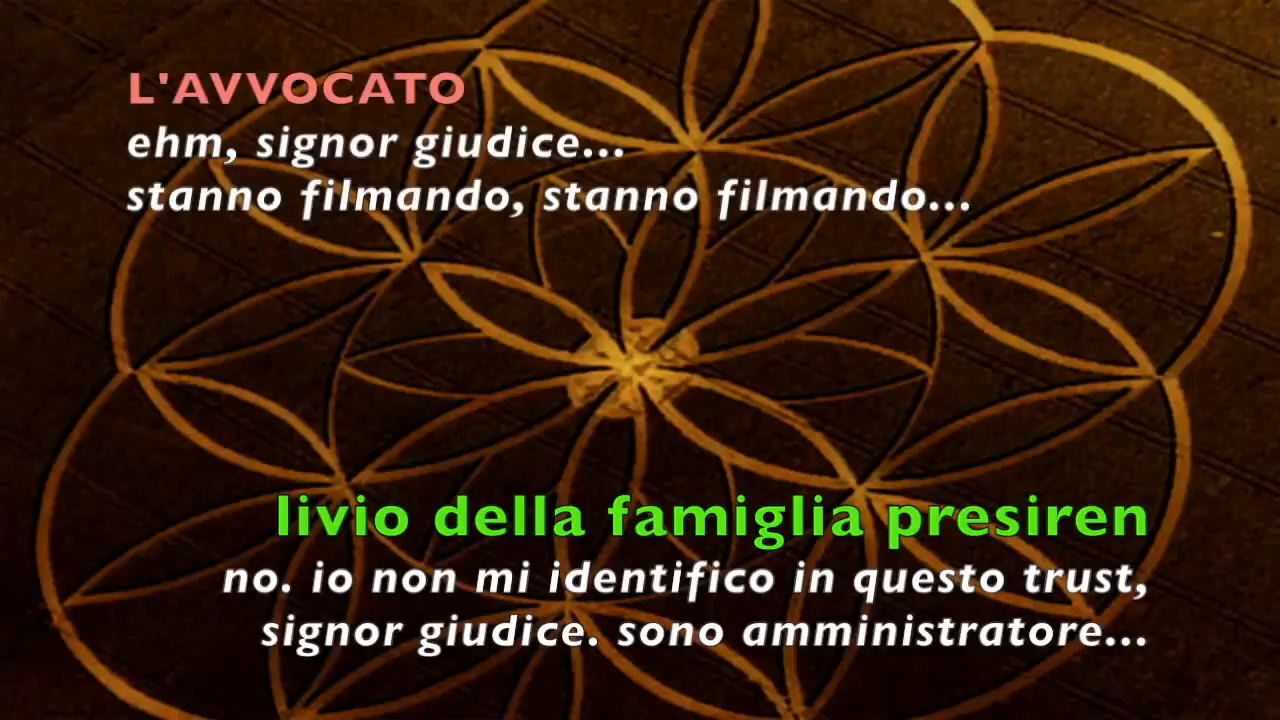 L'AVVOCATO
ehm, signor giudice...
stanno filmando, stanno filmando...
livio della famiglia presiren
no. io non mi identifico in questo trust,
signor giudice. sono amministratore...